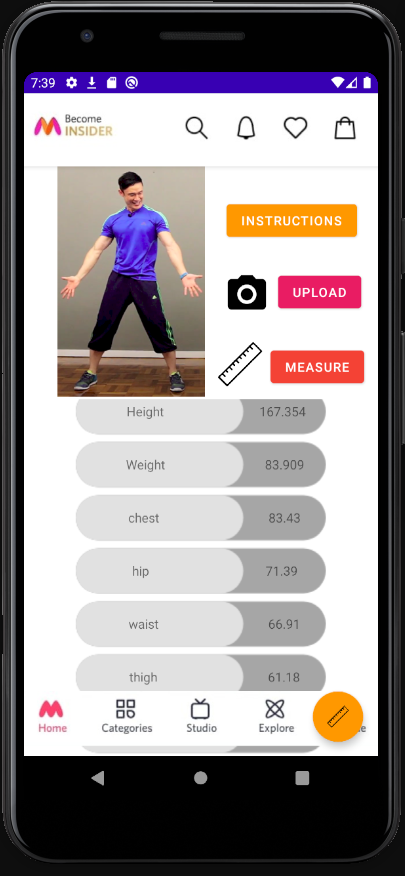 7:39
Become
INSIDER
INSTRUCTIONS
UPLOAD
MEASURE
Height 167.354
Weight 83.909
chest 83.43
hip 71.39
waist 66.91
thigh 61.18
Home Categories Studio Explore